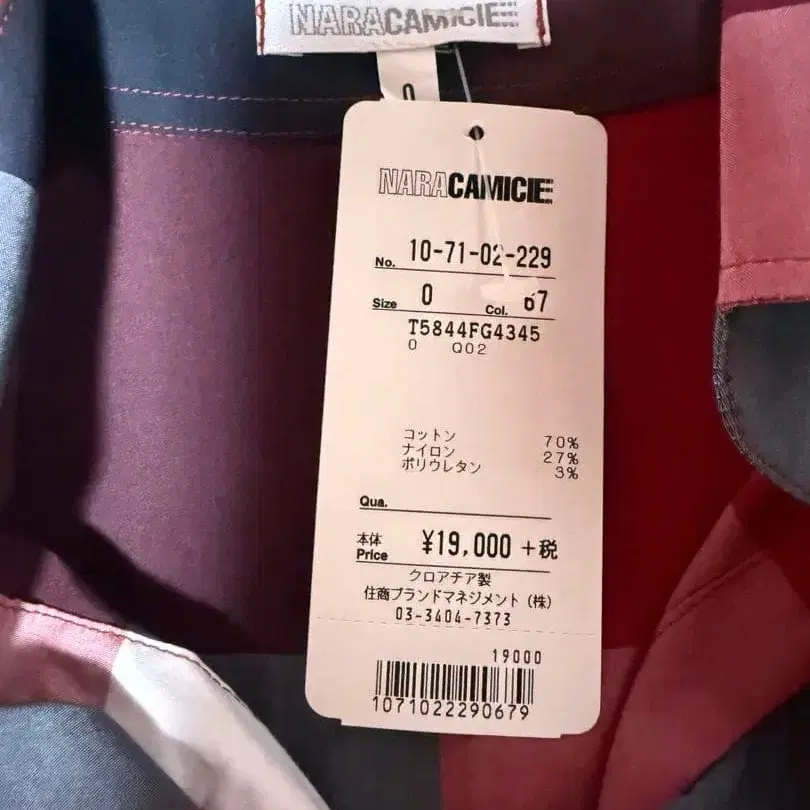 NARACAMICIE
0
NARACAMICIE
No. 10-71-02-229
Size 0 Col. 67
T5844FG4345
0 Q02
コットン 70%
ナイロン 27%
ポリウレタン 3%
Qua.
本体 Price ¥19,000 +税
クロアチア製
住商ブランドマネジメント（株）
03-3404-7373
19000
1071022290679